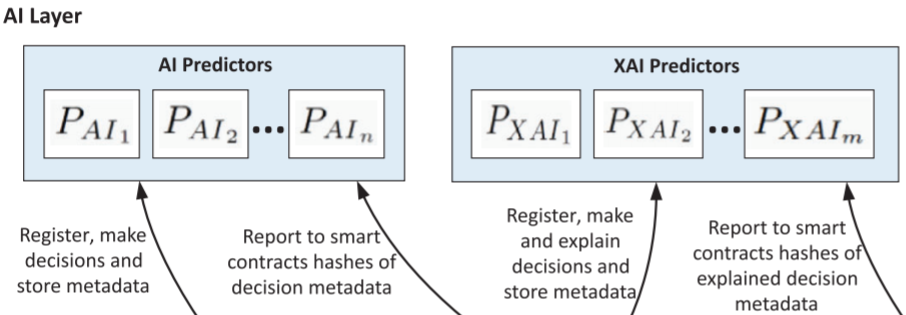 AI Layer
AI Predictors
P_{AI_1} P_{AI_2} ... P_{AI_n}
XAI Predictors
P_{XAI_1} P_{XAI_2} ... P_{XAI_m}
Register, make
decisions and
store metadata
Report to smart
contracts hashes of
decision metadata
Register, make
and explain
decisions and
store metadata
Report to smart
contracts hashes of
explained decision
metadata